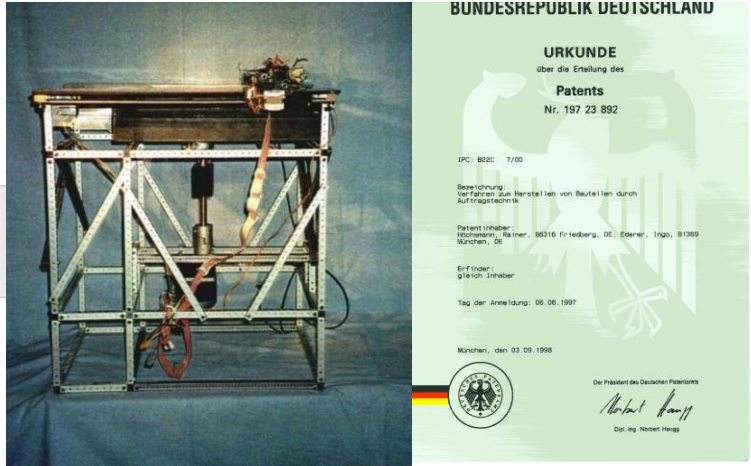 BUNDESREPUBLIK DEUTSCHLAND
URKUNDE
über die Erteilung des
Patents
Nr. 197 23 892
IPC: B22C 7/00
Bezeichnung:
Verfahren zum Herstellen von Bauteilen durch
Auftragstechnik
Patentinhaber:
Höchsmann, Rainer, 86316 Friedberg, DE; Ederer, Ingo, 81369
München, DE
Erfinder:
gleich Inhaber
Tag der Anmeldung: 06.06.1997
München, den 03.09.1998
Der Präsident des Deutschen Patentamts
Norbert Haugg
Dipl.-Ing. Norbert Haugg